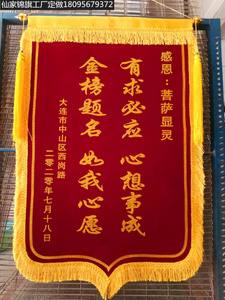 仙家锦旗工厂定做18095679372
感恩：菩萨显灵
有求必应 心想事成
金榜题名 如我心愿
大连市中山区西岗路
二零二零年七月十八日